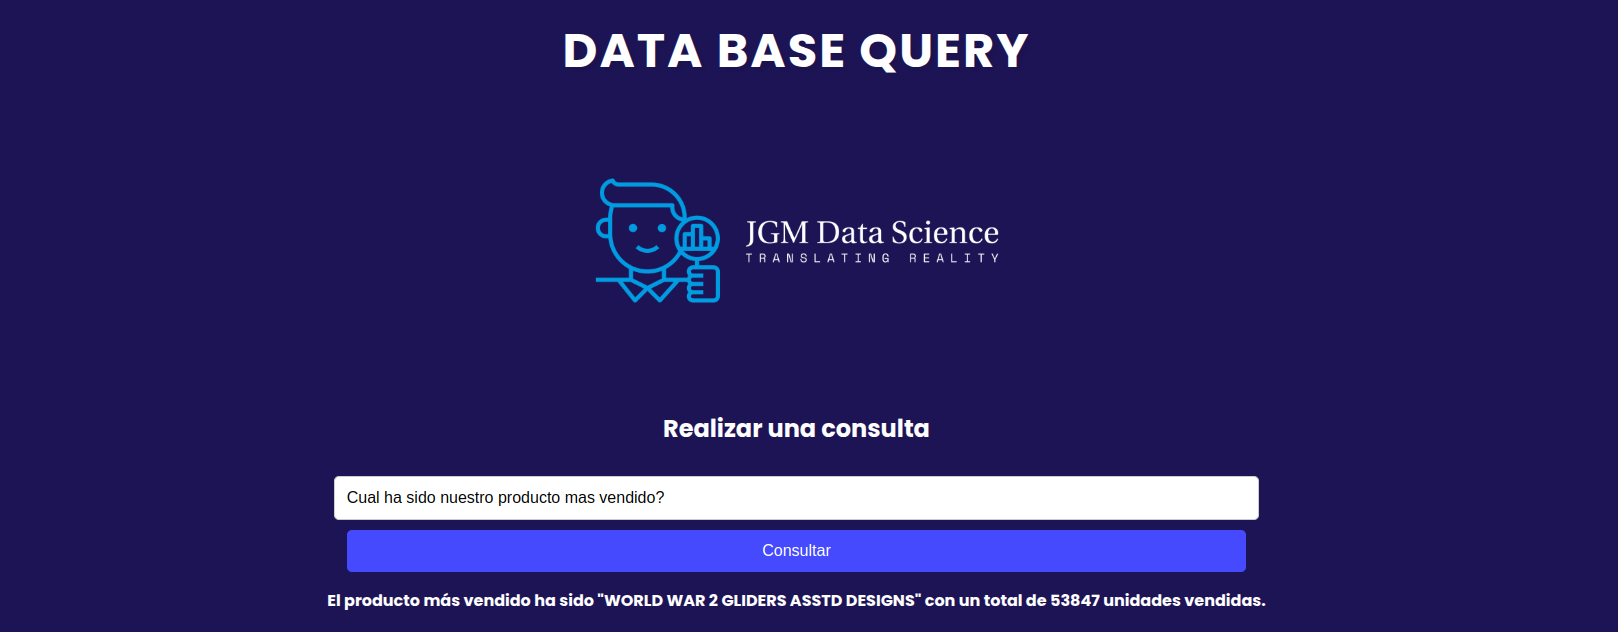 DATA BASE QUERY
JGM Data Science
TRANSLATING REALITY
Realizar una consulta
Cual ha sido nuestro producto mas vendido?
Consultar
El producto más vendido ha sido "WORLD WAR 2 GLIDERS ASSTD DESIGNS" con un total de 53847 unidades vendidas.